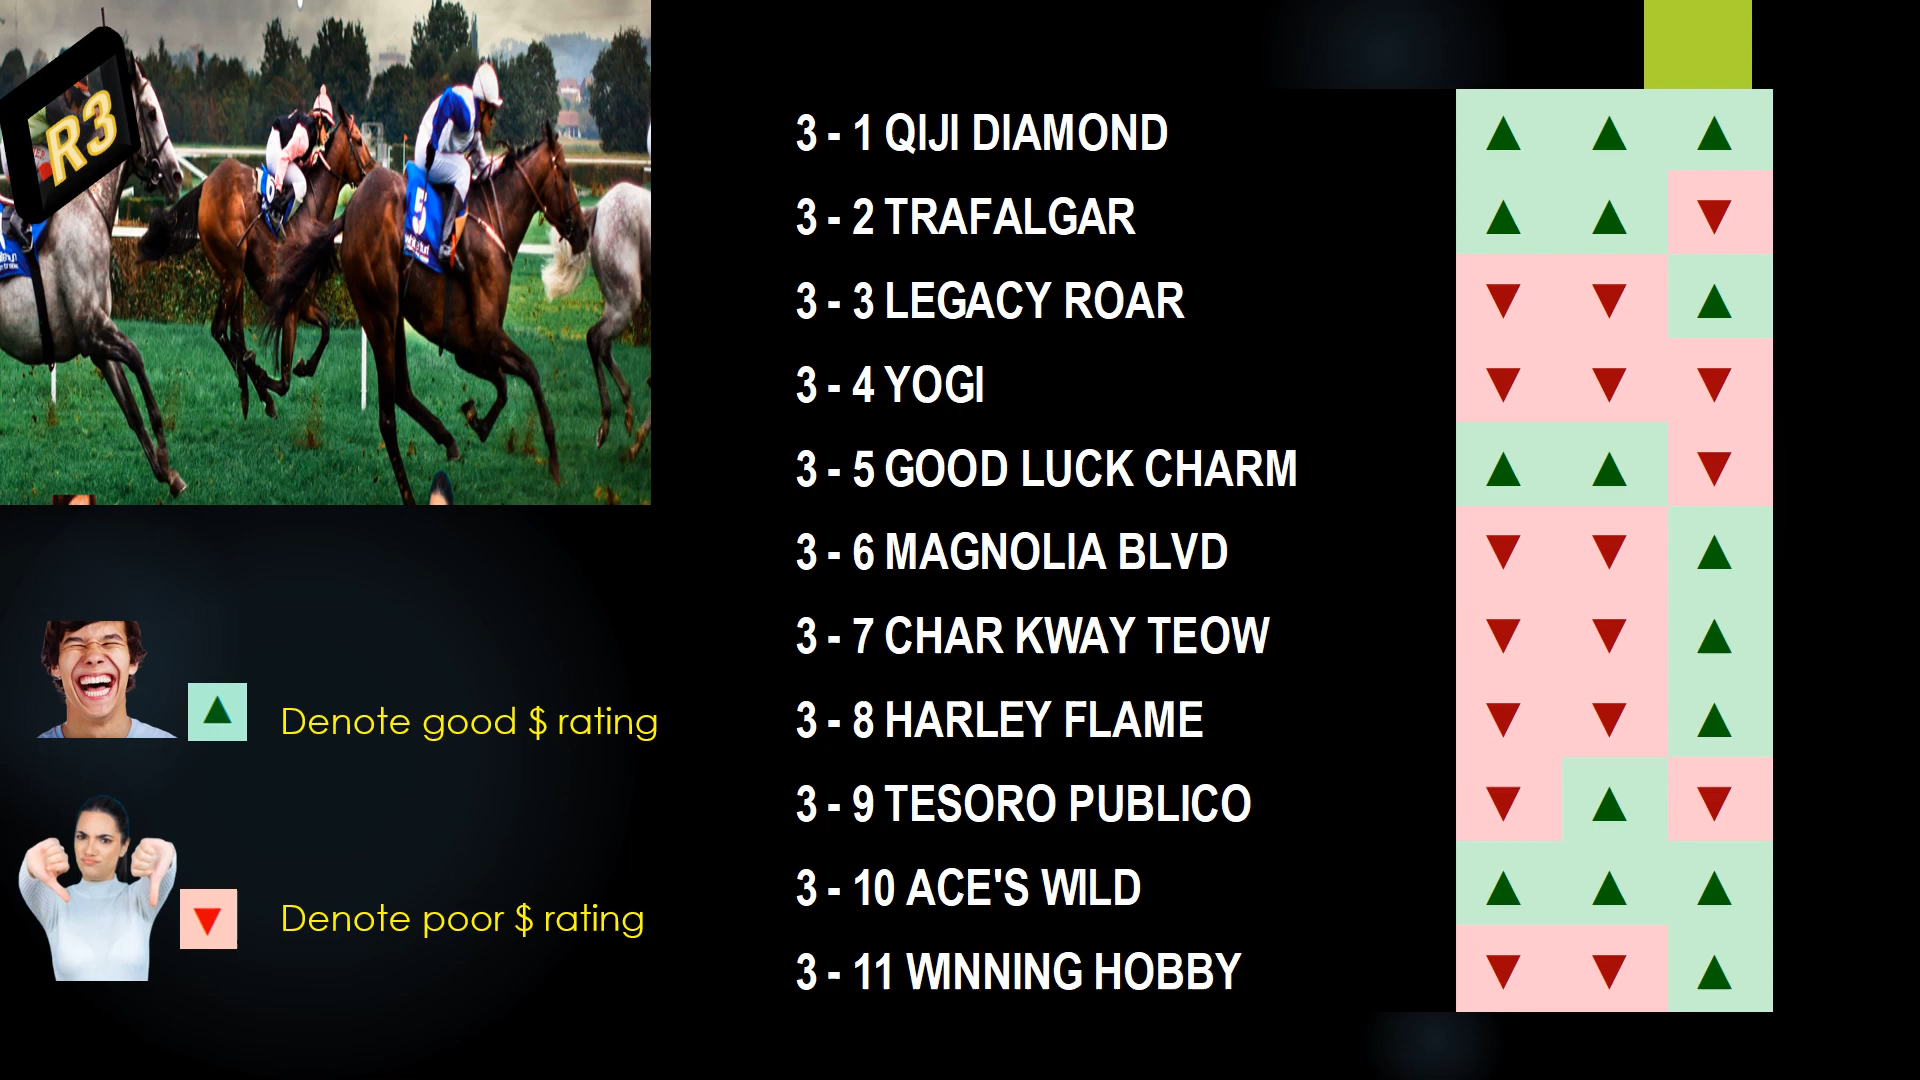 R3
5
3 - 1 QIJI DIAMOND ▲ ▲ ▲
3 - 2 TRAFALGAR ▲ ▲ ▼
3 - 3 LEGACY ROAR ▼ ▼ ▲
3 - 4 YOGI ▼ ▼ ▼
3 - 5 GOOD LUCK CHARM ▲ ▲ ▼
3 - 6 MAGNOLIA BLVD ▼ ▼ ▲
3 - 7 CHAR KWAY TEOW ▼ ▼ ▲
3 - 8 HARLEY FLAME ▼ ▼ ▲
3 - 9 TESORO PUBLICO ▼ ▲ ▼
3 - 10 ACE'S WILD ▲ ▲ ▲
3 - 11 WINNING HOBBY ▼ ▼ ▲
▲ Denote good $ rating
▼ Denote poor $ rating